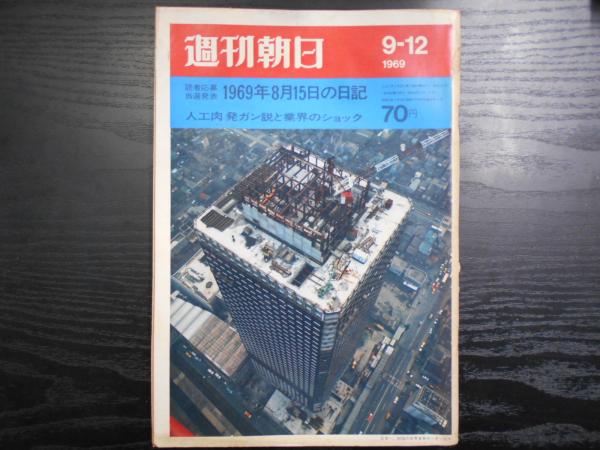 週刊朝日
9-12
1969
読者応募
当選発表
1969年8月15日の日記
人工肉 発ガン説と業界のショック
70円